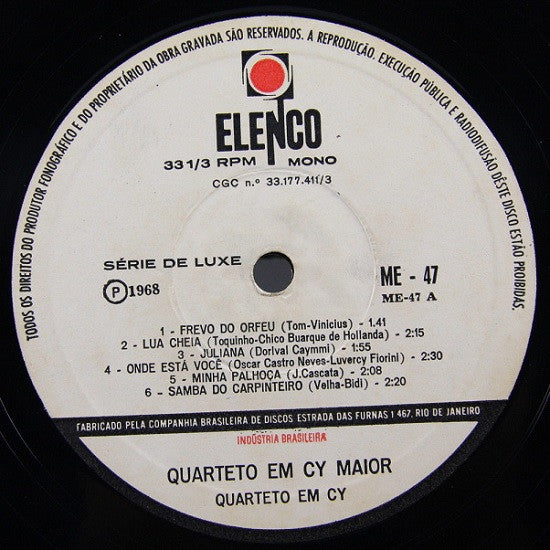 TODOS OS DIREITOS DO PRODUTOR FONOGRÁFICO E DO PROPRIETÁRIO DA OBRA GRAVADA SÃO RESERVADOS. A REPRODUÇÃO, EXECUÇÃO PÚBLICA E RADIODIFUSÃO DÊSTE DISCO ESTÃO PROIBIDAS.
ELENCO
33 1/3 RPM MONO
CGC n.º 33.177.411/3
SÉRIE DE LUXE
ME - 47
℗ 1968
ME-47 A
1 - FREVO DO ORFEU (Tom-Vinicius) - 1.41
2 - LUA CHEIA (Toquinho-Chico Buarque de Hollanda) - 2:15
3 - JULIANA (Dorival Caymmi) - 1:55
4 - ONDE ESTÁ VOCÊ (Oscar Castro Neves-Luvercy Fiorini) - 2:30
5 - MINHA PALHOÇA (J.Cascata) - 2:08
6 - SAMBA DO CARPINTEIRO (Velha-Bidi) - 2:20
FABRICADO PELA COMPANHIA BRASILEIRA DE DISCOS ESTRADA DAS FURNAS 1 467, RIO DE JANEIRO
INDÚSTRIA BRASILEIRA
QUARTETO EM CY MAIOR
QUARTETO EM CY